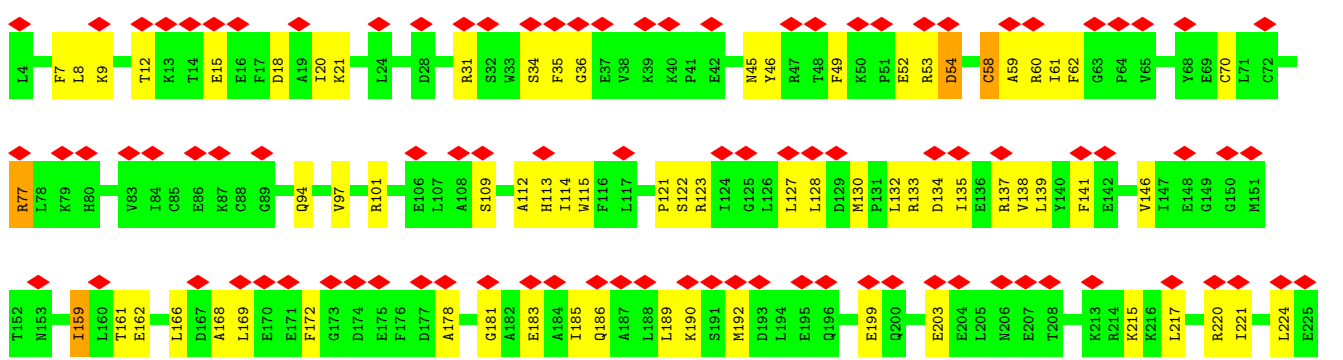 L4 F7 L8 K9 T12 K13 T14 E15 E16 F17 D18 A19 I20 K21 L24 D28 R31 S32 W33 S34 F35 G36 E37 V38 K39 K40 P41 E42 N45 Y46 R47 T48 F49 K50 P51 E52 R53 D54 C58 A59 R60 I61 F62 G63 P64 V65 Y68 E69 C70 L71 C72
R77 L78 K79 H80 V83 I84 C85 E86 K87 C88 G89 Q94 V97 R101 E106 L107 A108 S109 A112 H113 I114 W115 F116 L117 P121 S122 R123 I124 G125 L126 L127 L128 D129 M130 P131 L132 R133 D134 I135 E136 R137 V138 L139 Y140 F141 E142 V146 I147 E148 G149 G150 M151
T152 N153 I159 L160 T161 E162 L166 D167 A168 L169 E170 E171 F172 G173 D174 E175 F176 D177 A178 G181 A182 E183 A184 I185 Q186 A187 L188 L189 K190 S191 M192 D193 L194 E195 Q196 E199 Q200 E203 E204 L205 N206 E207 T208 K213 R214 K215 K216 L217 R220 I221 L224 E225